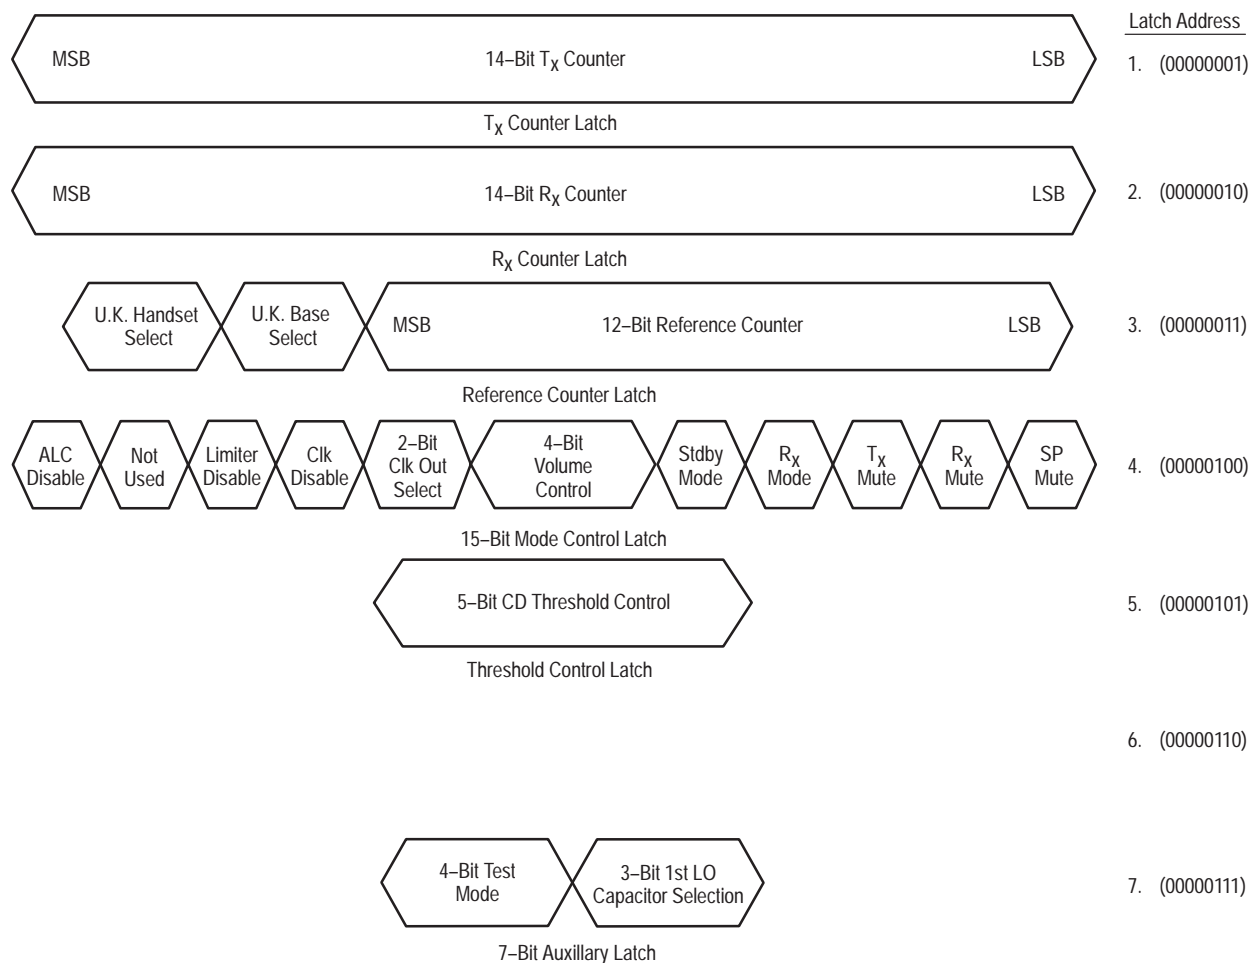 Latch Address
MSB 14–Bit Tx Counter LSB 1. (00000001)
Tx Counter Latch
MSB 14–Bit Rx Counter LSB 2. (00000010)
Rx Counter Latch
U.K. Handset
Select
U.K. Base
Select
MSB 12–Bit Reference Counter LSB 3. (00000011)
Reference Counter Latch
ALC
Disable
Not
Used
Limiter
Disable
Clk
Disable
2–Bit
Clk Out
Select
4–Bit
Volume
Control
Stdby
Mode
Rx
Mode
Tx
Mute
Rx
Mute
SP
Mute
4. (00000100)
15–Bit Mode Control Latch
5–Bit CD Threshold Control 5. (00000101)
Threshold Control Latch
6. (00000110)
4–Bit Test
Mode
3–Bit 1st LO
Capacitor Selection
7. (00000111)
7–Bit Auxillary Latch